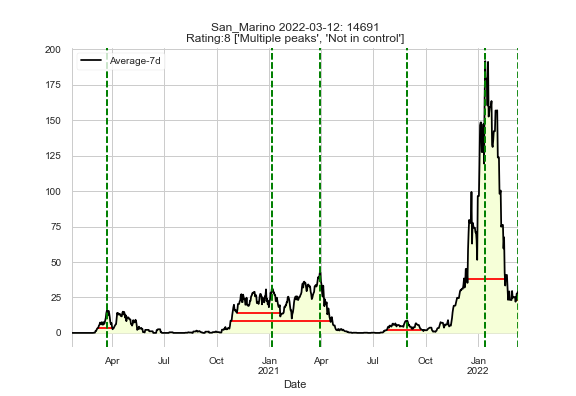 San_Marino 2022-03-12: 14691
Rating:8 ['Multiple peaks', 'Not in control']
Average-7d
200
175
150
125
100
75
50
25
0
Apr Jul Oct Jan Apr Jul Oct Jan
2021 2022
Date